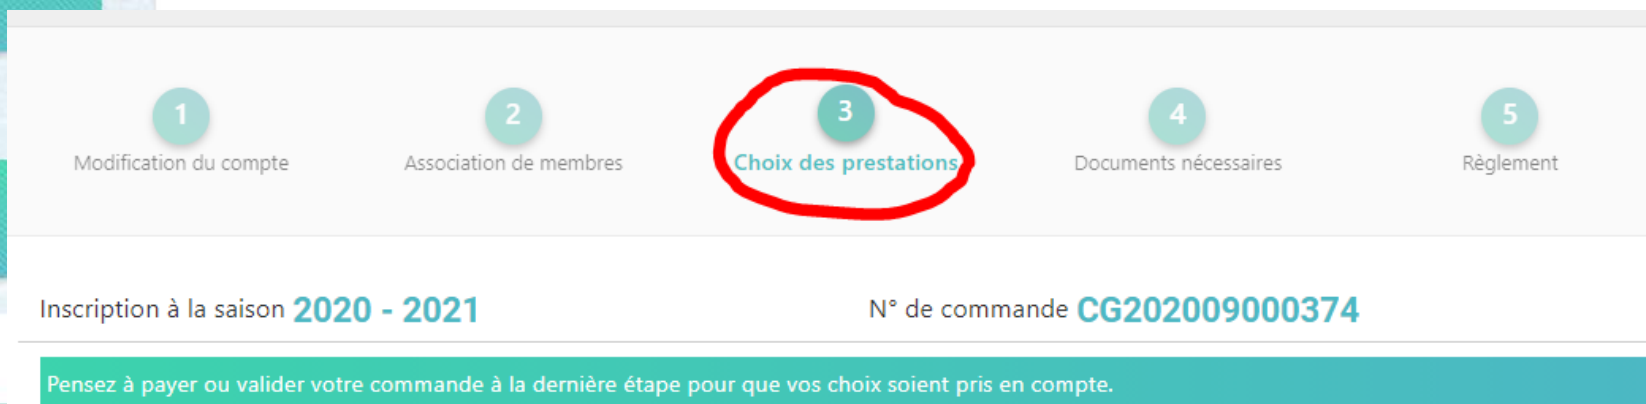 1
Modification du compte
2
Association de membres
3
Choix des prestations
4
Documents nécessaires
5
Règlement
Inscription à la saison 2020 - 2021
N° de commande CG202009000374
Pensez à payer ou valider votre commande à la dernière étape pour que vos choix soient pris en compte.